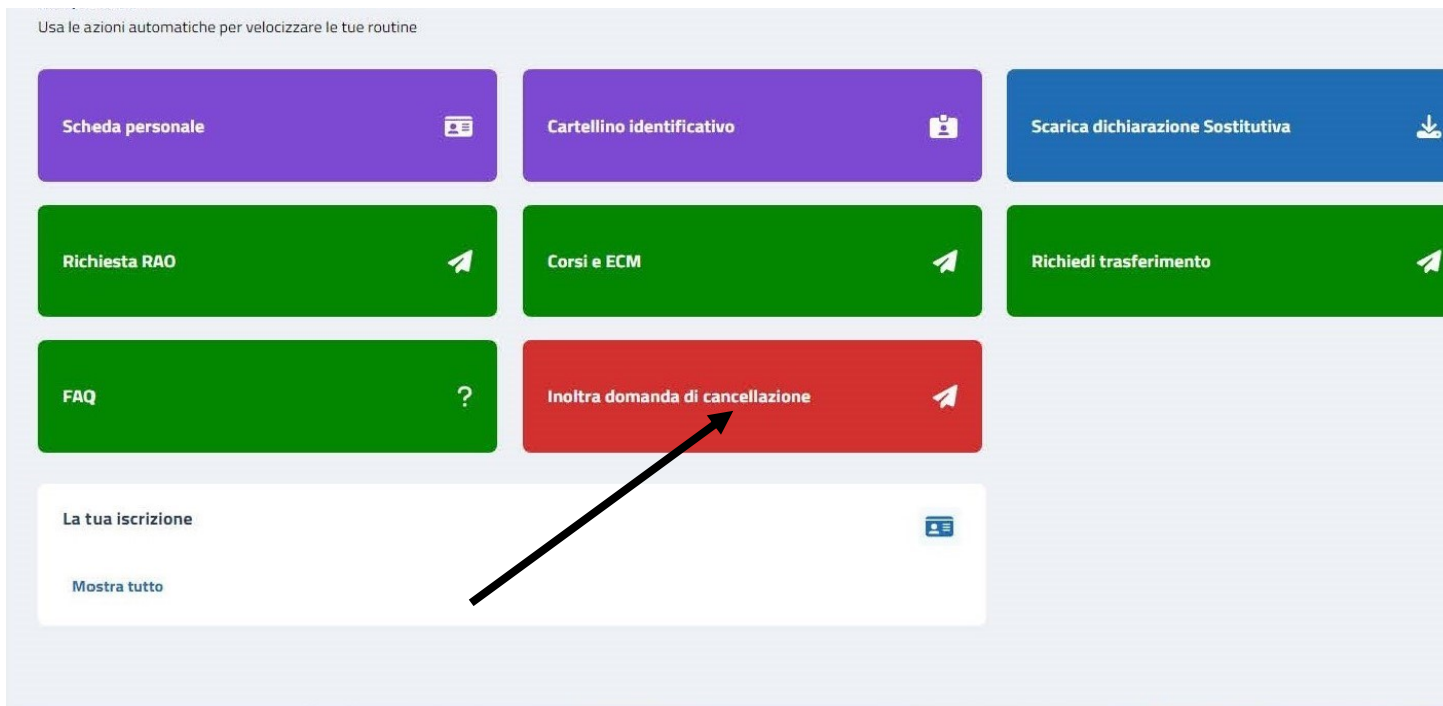 Usa le azioni automatiche per velocizzare le tue routine
Scheda personale
Cartellino identificativo
Scarica dichiarazione Sostitutiva
Richiesta RAO
Corsi e ECM
Richiedi trasferimento
FAQ
?
Inoltra domanda di cancellazione
La tua iscrizione
Mostra tutto